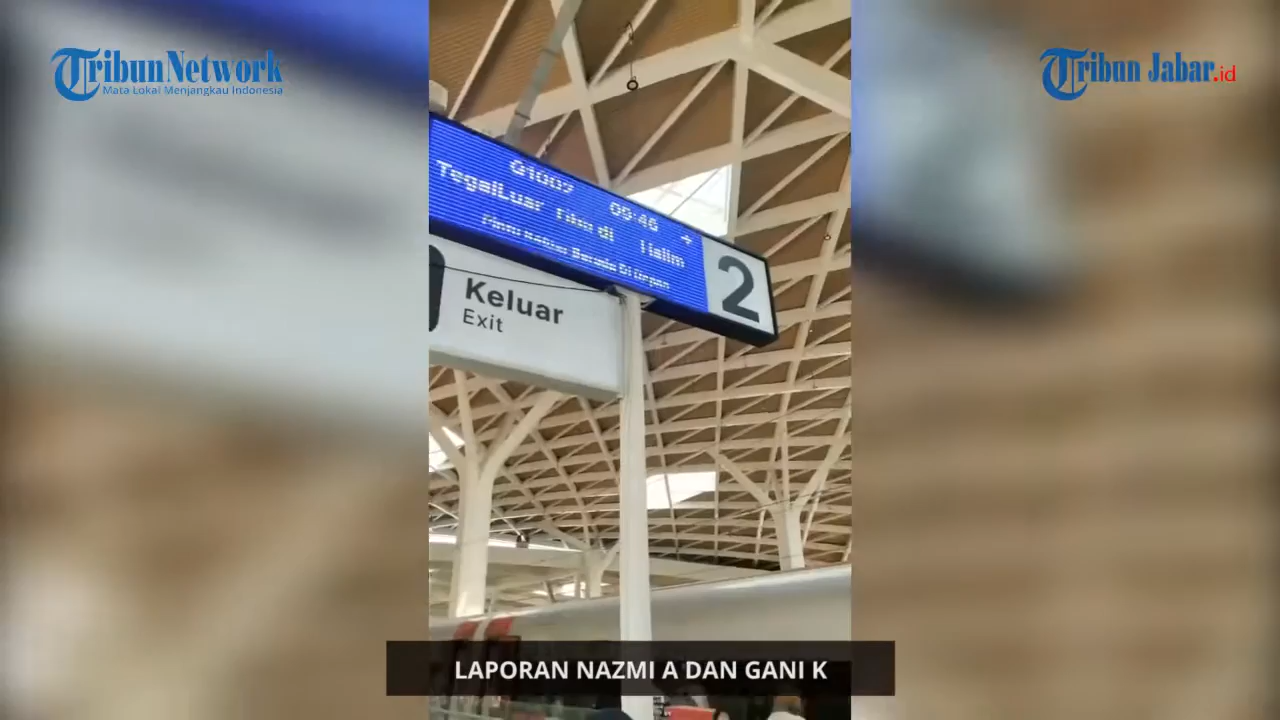 TribunNetwork
Mata Lokal Menjangkau Indonesia
Tribun Jabar.id
G1002
09:46
TegalLuar Tiba di Halim
2
Keluar
Exit
LAPORAN NAZMI A DAN GANI K